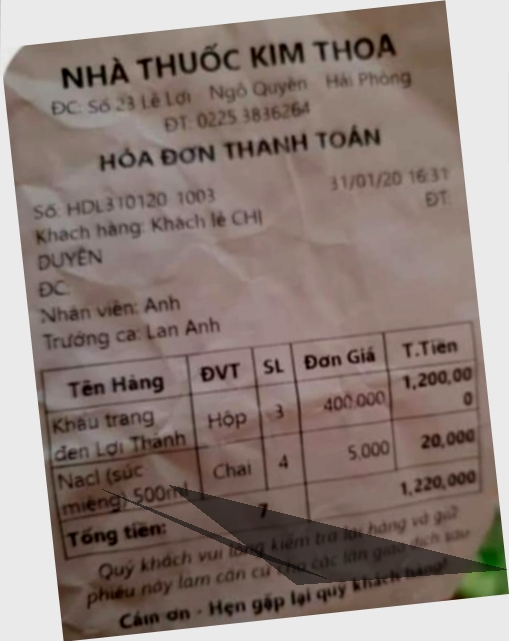 NHÀ THUỐC KIM THOA
ĐC: Số 23 Lê Lợi Ngô Quyền Hải Phòng
ĐT: 0225.3836264
HÓA ĐƠN THANH TOÁN
Số: HDL310120 1003 31/01/20 16:31
Khách hàng: Khách lẻ CHỊ ĐT:
DUYÊN
ĐC:
Nhân viên: Anh
Trưởng ca: Lan Anh
Tên Hàng ĐVT SL Đơn Giá T.Tiền
Khẩu trang Hộp 3 400.000 1,200,00
đen Lợi Thành 0
Nacl (súc Chai 4 5,000 20,000
miệng) 500ml
Tổng tiền: 7 1,220,000
Quý khách vui lòng kiểm tra lại hàng và giữ
phiếu này làm căn cứ cho các lần giao dịch sau
Cám ơn - Hẹn gặp lại quý khách hàng!